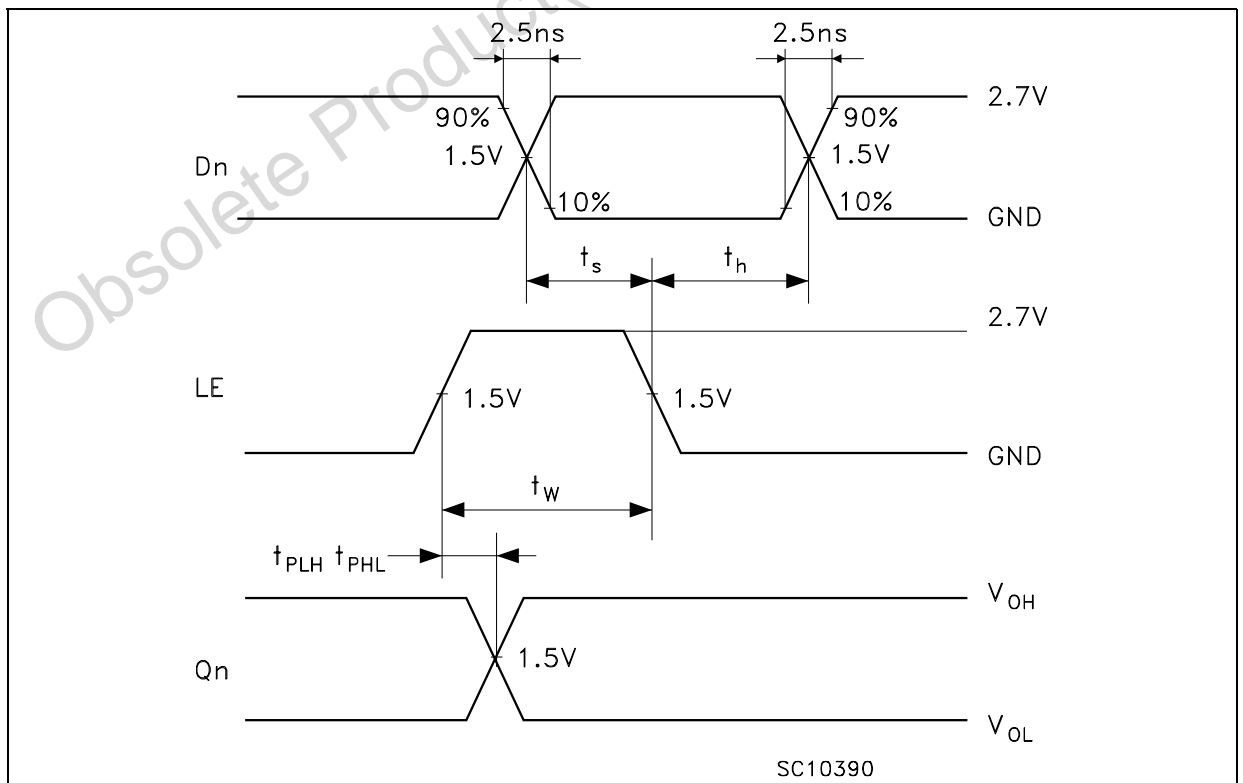 2.5ns 2.5ns
2.7V
90% 90%
Dn 1.5V 1.5V
10% 10%
GND
ts th
2.7V
LE 1.5V 1.5V
GND
tW
tPLH tPHL
VOH
Qn 1.5V
VOL
SC10390
Obsolete Product(